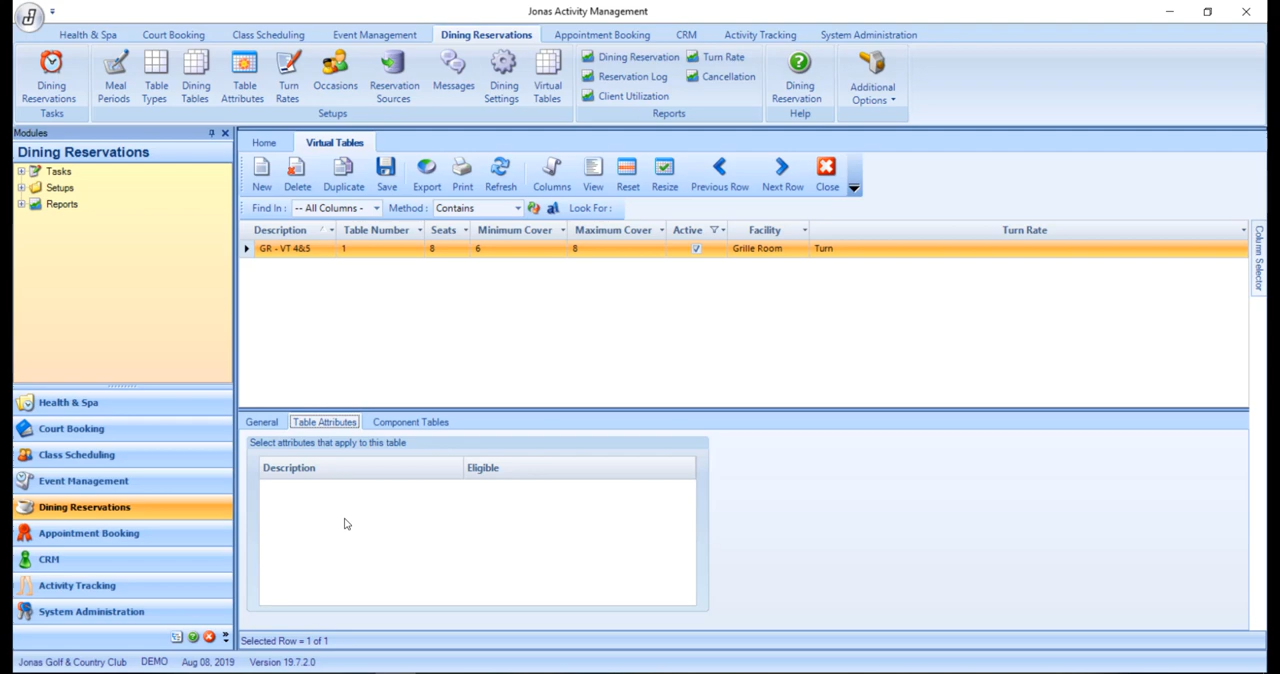 Jonas Activity Management
Health & Spa Court Booking Class Scheduling Event Management Dining Reservations Appointment Booking CRM Activity Tracking System Administration
Dining Reservations
Meal Periods
Table Types
Dining Tables
Table Attributes
Turn Rates
Occasions
Reservation Sources
Messages
Dining Settings
Virtual Tables
Dining Reservation
Turn Rate
Reservation Log
Cancellation
Client Utilization
Dining Reservation
Additional Options
Tasks Setups Reports Help
Modules
Dining Reservations
Tasks
Setups
Reports
Health & Spa
Court Booking
Class Scheduling
Event Management
Dining Reservations
Appointment Booking
CRM
Activity Tracking
System Administration
Home Virtual Tables
New Delete Duplicate Save Export Print Refresh Columns View Reset Resize Previous Row Next Row Close
Find In : -- All Columns - Method : Contains Look For :
Description Table Number Seats Minimum Cover Maximum Cover Active Facility Turn Rate
GR - VT 4&5 1 8 6 8 Grille Room Turn
Column Selector
General Table Attributes Component Tables
Select attributes that apply to this table
Description Eligible
Selected Row = 1 of 1
Jonas Golf & Country Club DEMO Aug 08, 2019 Version 19.7.2.0